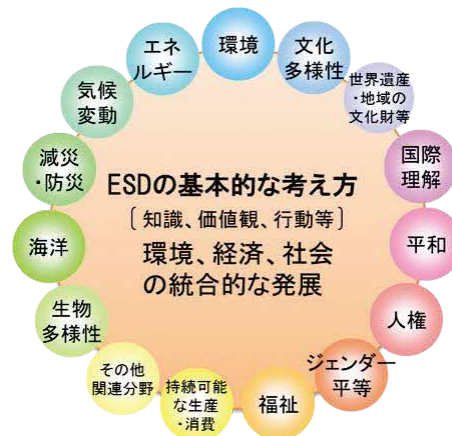 環境
文化
多様性
世界遺産
・地域の
文化財等
国際
理解
平和
人権
ジェンダー
平等
福祉
持続可能
な生産
・消費
その他
関連分野
生物
多様性
海洋
減災
・防災
気候
変動
エネ
ルギー
ESDの基本的な考え方
[知識、価値観、行動等]
環境、経済、社会
の統合的な発展